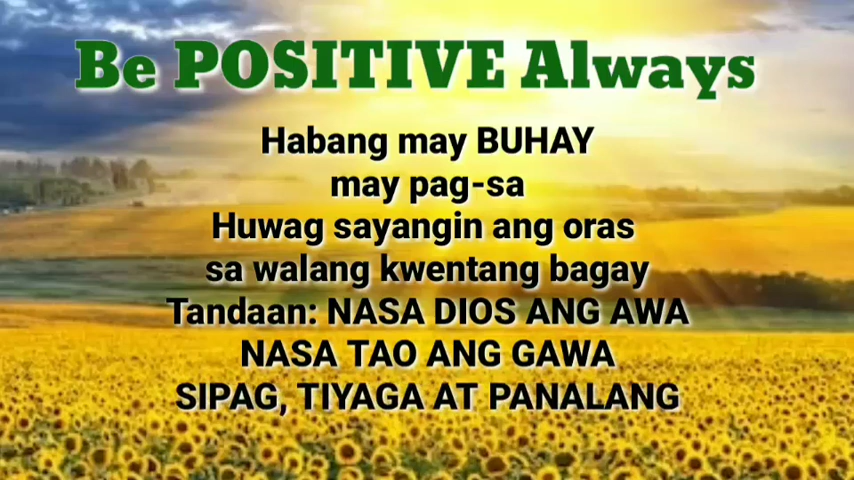 Be POSITIVE Always
Habang may BUHAY
may pag-sa
Huwag sayangin ang oras
sa walang kwentang bagay
Tandaan: NASA DIOS ANG AWA
NASA TAO ANG GAWA
SIPAG, TIYAGA AT PANALANG